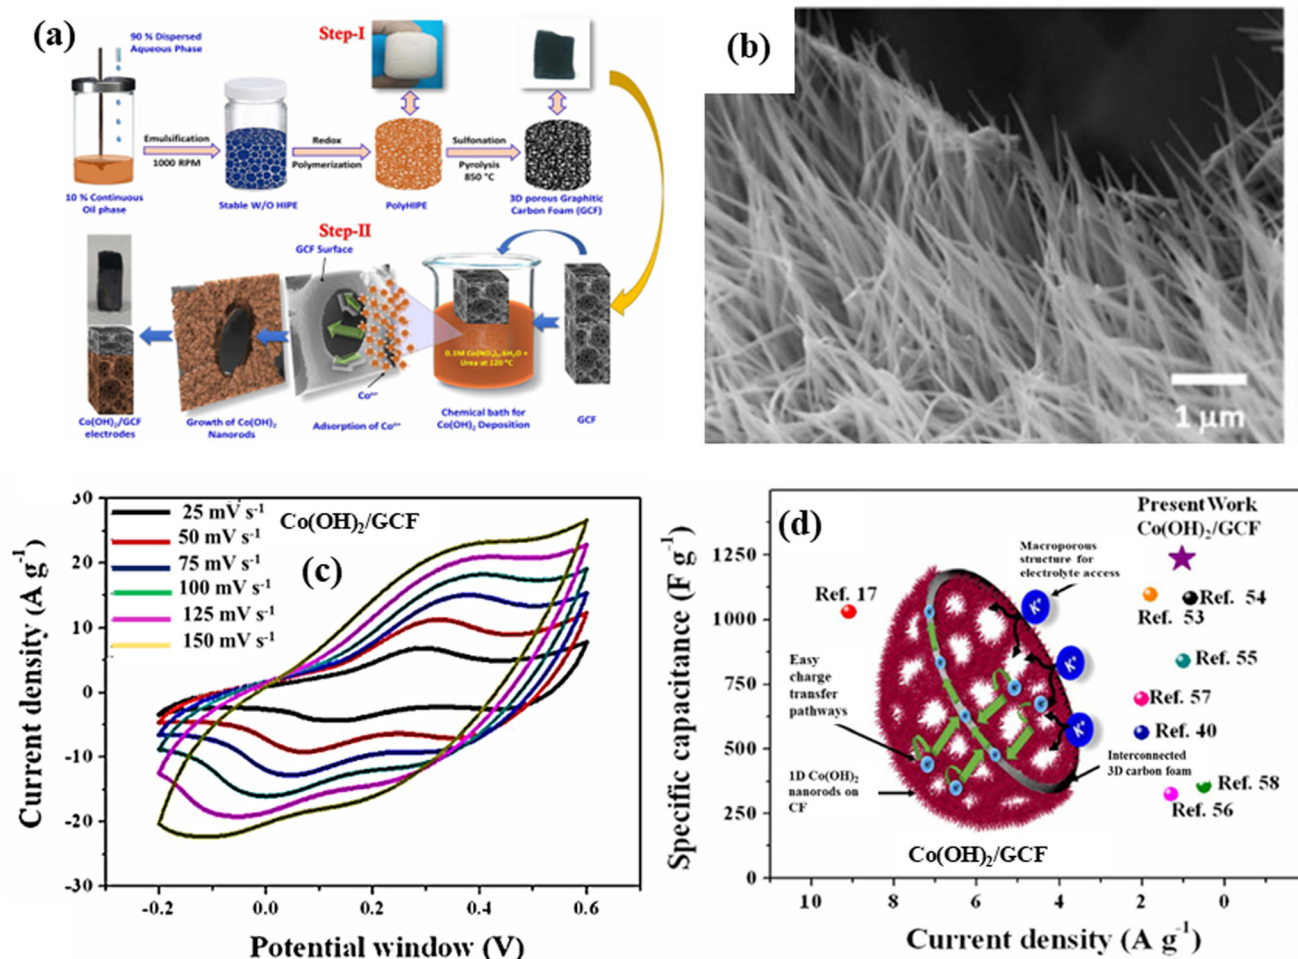 (a)
90 % Dispersed
Aqueous Phase
Step-I
Emulsification
1000 RPM
Redox
Polymerization
Sulfonation
Pyrolysis
850 °C
10 % Continuous
Oil phase
Stable W/O HIPE
PolyHIPE
3D porous Graphitic
Carbon Foam (GCF)
Step-II
GCF Surface
0.1M Co(NO₃)₂.6H₂O +
Urea at 120 °C
Co(OH)₂/GCF
electrodes
Growth of Co(OH)₂
Nanorods
Adsorption of Co²⁺
Co²⁺
Chemical bath for
Co(OH)₂ Deposition
GCF
(b)
1 µm
(c)
Co(OH)₂/GCF
25 mV s⁻¹
50 mV s⁻¹
75 mV s⁻¹
100 mV s⁻¹
125 mV s⁻¹
150 mV s⁻¹
Current density (A g⁻¹)
30
20
10
0
-10
-20
-30
-0.2
0.0
0.2
0.4
0.6
Potential window (V)
(d)
Present Work
Co(OH)₂/GCF
Macroporous
structure for
electrolyte access
Ref. 17
Ref. 54
Ref. 53
Ref. 55
Ref. 57
Ref. 40
Ref. 58
Ref. 56
K⁺
K⁺
K⁺
Easy
charge
transfer
pathways
1D Co(OH)₂
nanorods on
CF
Interconnected
3D carbon foam
Co(OH)₂/GCF
Specific capacitance (F g⁻¹)
1250
1000
750
500
250
0
10
8
6
4
2
0
Current density (A g⁻¹)